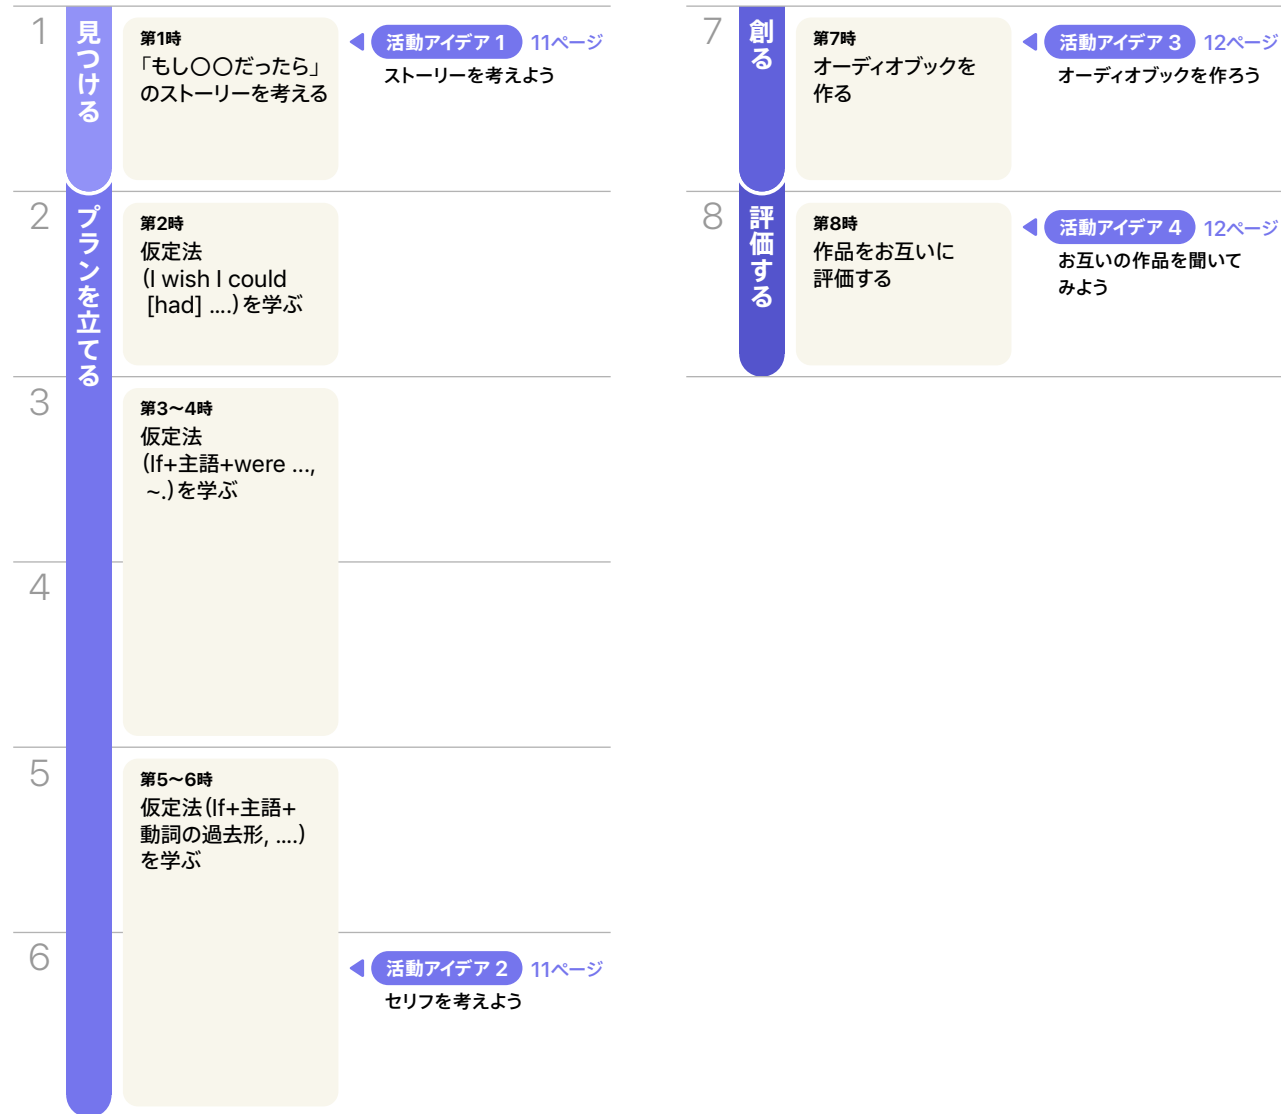 1
見つける
第1時
「もし〇〇だったら」
のストーリーを考える
活動アイデア 1 11ページ
ストーリーを考えよう
2
プランを立てる
第2時
仮定法
(I wish I could
[had] ....)を学ぶ
3
第3〜4時
仮定法
(If+主語+were ...,
~.)を学ぶ
4
5
第5〜6時
仮定法(If+主語+
動詞の過去形, ....)
を学ぶ
6
活動アイデア 2 11ページ
セリフを考えよう
7
創る
第7時
オーディオブックを
作る
活動アイデア 3 12ページ
オーディオブックを作ろう
8
評価する
第8時
作品をお互いに
評価する
活動アイデア 4 12ページ
お互いの作品を聞いて
みよう